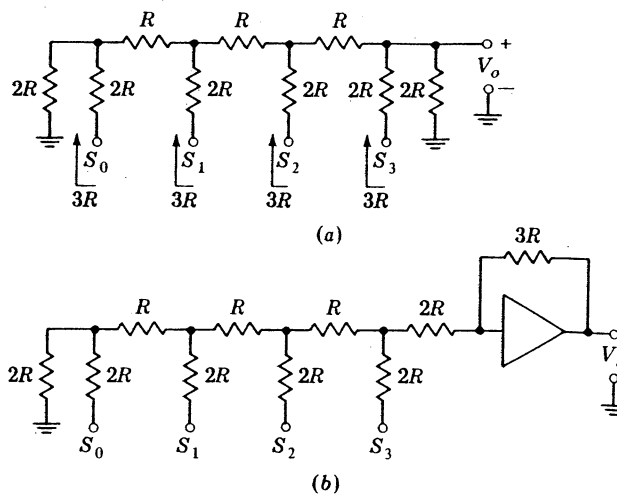 R R R
+
2R 2R 2R 2R 2R 2R
V_o
−
S_0 S_1 S_2 S_3
3R 3R 3R 3R
(a)
3R
R R R 2R
2R 2R 2R 2R 2R
S_0 S_1 S_2 S_3
(b)